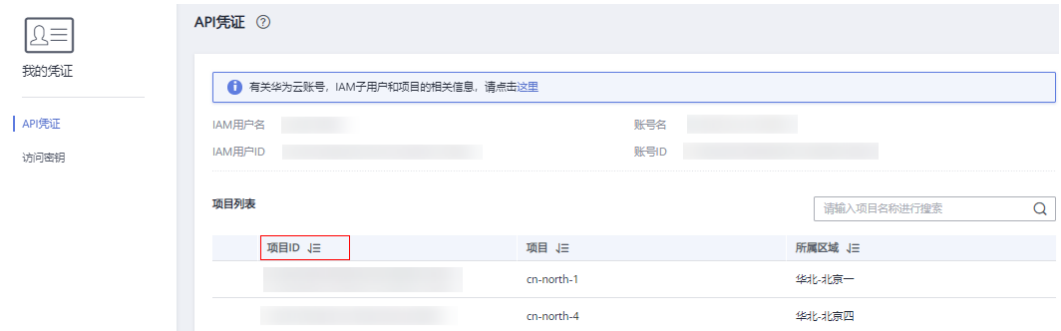 API凭证
我的凭证
有关华为云账号，IAM子用户和项目的相关信息，请点击这里
API凭证
访问密钥
IAM用户名 账号名
IAM用户ID 账号ID
项目列表 请输入项目名称进行搜索
项目ID 项目 所属区域
cn-north-1 华北-北京一
cn-north-4 华北-北京四